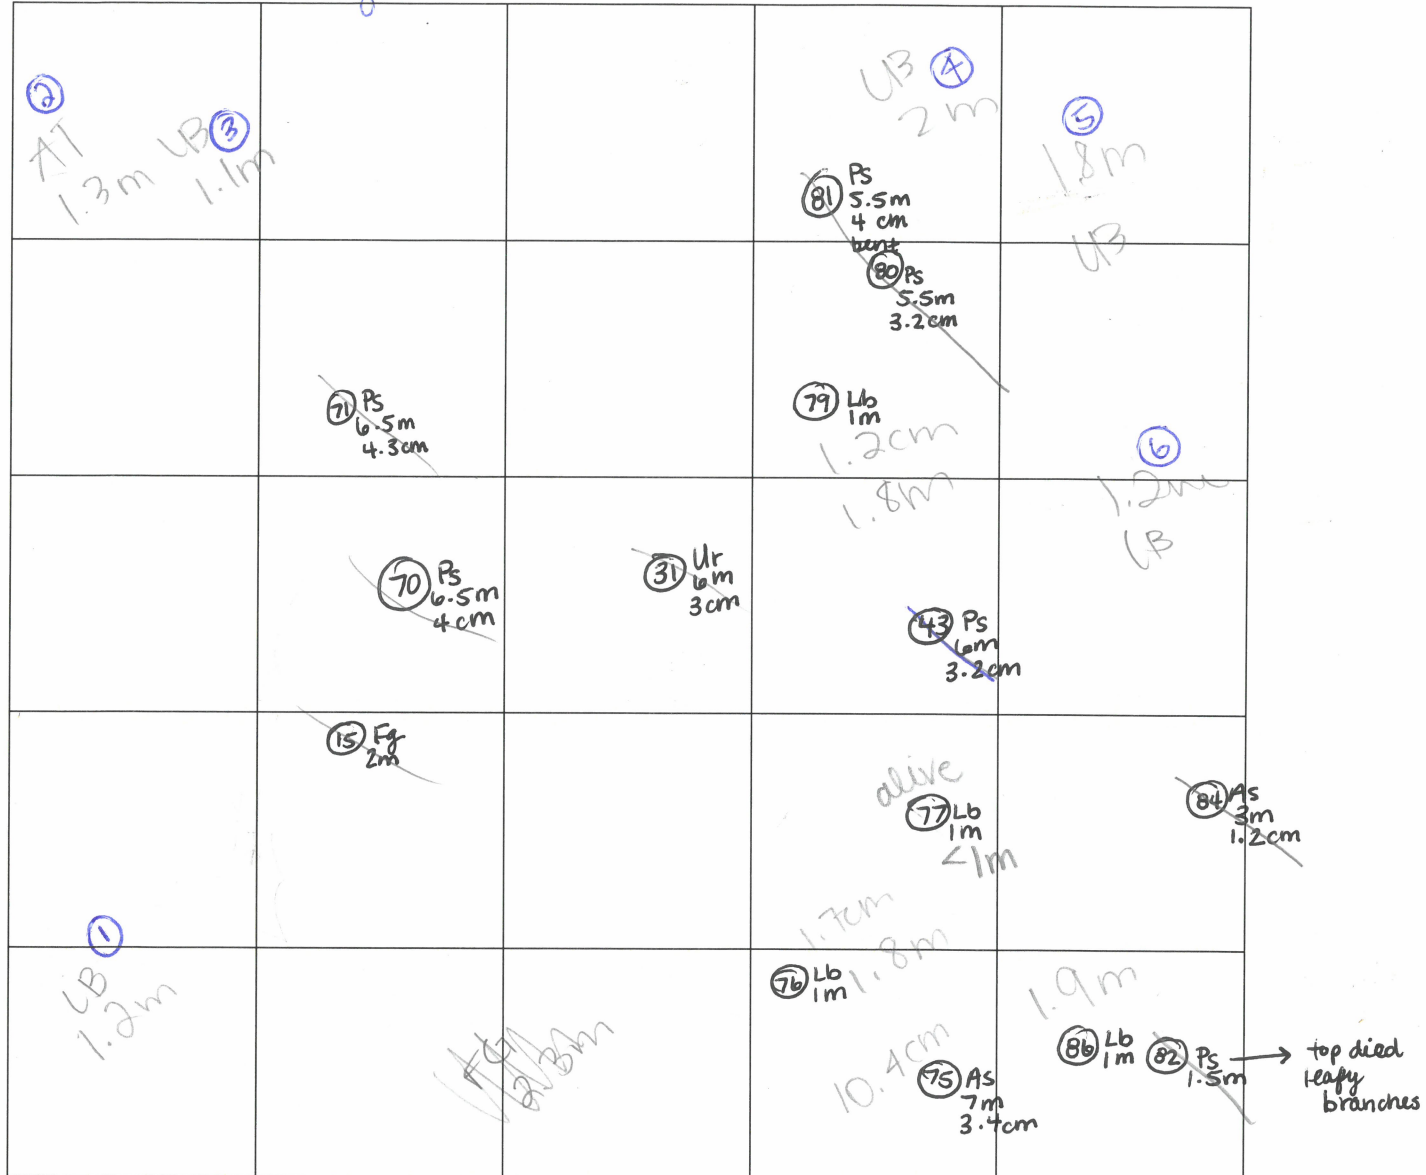 2
AT
1.3m
3
LB
1.1m
UB 4
2m
5
1.8m
UB
81 Ps
5.5m
4 cm
bent
80 Ps
5.5m
3.2cm
71 Ps
6.5m
4.3cm
79 Lb
1m
1.2cm
1.8m
6
1.2m
LB
70 Ps
6.5m
4cm
31 Ur
6m
3cm
43 Ps
6m
3.2cm
15 Fg
2m
alive
77 Lb
1m
<1m
84 As
3m
1.2cm
1
LB
1.2m
1.7cm
1.8m
76 Lb
1m
FG
2.3m
10.4cm
75 As
7m
3.4cm
1.9m
86 Lb
1m
82 Ps
1.5m
→ top died
leafy
branches